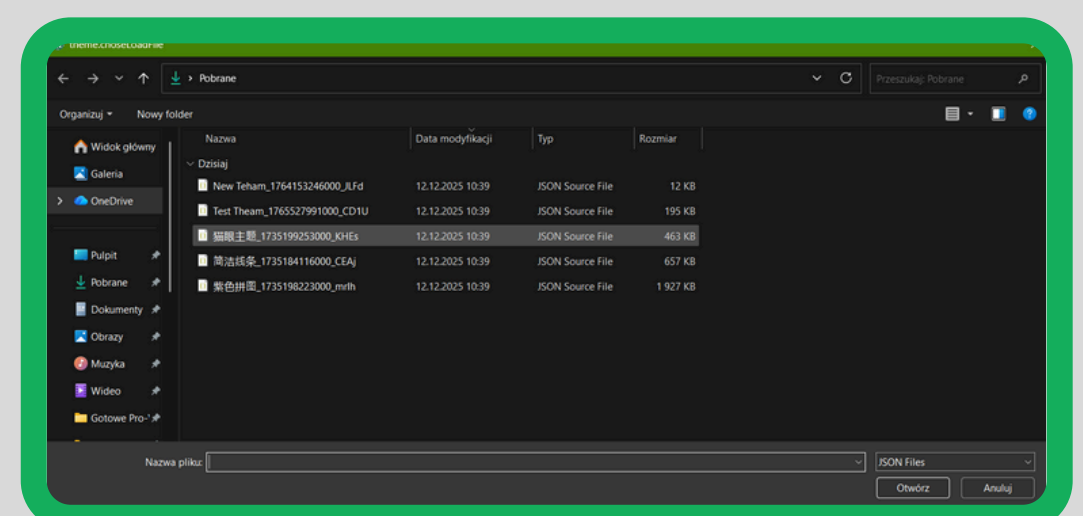 theme.choseLoadFile
Pobrane
Przeszukaj: Pobrane
Organizuj
Nowy folder
Nazwa
Data modyfikacji
Typ
Rozmiar
Widok główny
Galeria
OneDrive
Pulpit
Pobrane
Dokumenty
Obrazy
Muzyka
Wideo
Gotowe Pro-'
Dzisiaj
New Teham_1764153246000_JLFd 12.12.2025 10:39 JSON Source File 12 KB
Test Theam_1765527991000_CD1U 12.12.2025 10:39 JSON Source File 195 KB
猫眼主题_1735199253000_KHEs 12.12.2025 10:39 JSON Source File 463 KB
简洁线条_1735184116000_CEAj 12.12.2025 10:39 JSON Source File 657 KB
紫色拼图_1735198223000_mrlh 12.12.2025 10:39 JSON Source File 1 927 KB
Nazwa pliku:
JSON Files
Otwórz
Anuluj